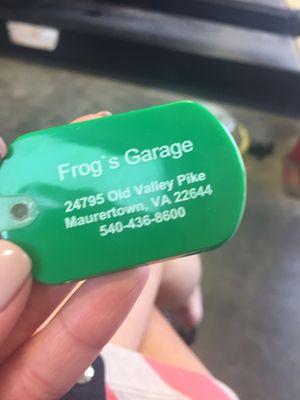 Frog`s Garage
24795 Old Valley Pike
Maurertown, VA 22644
540-436-8600